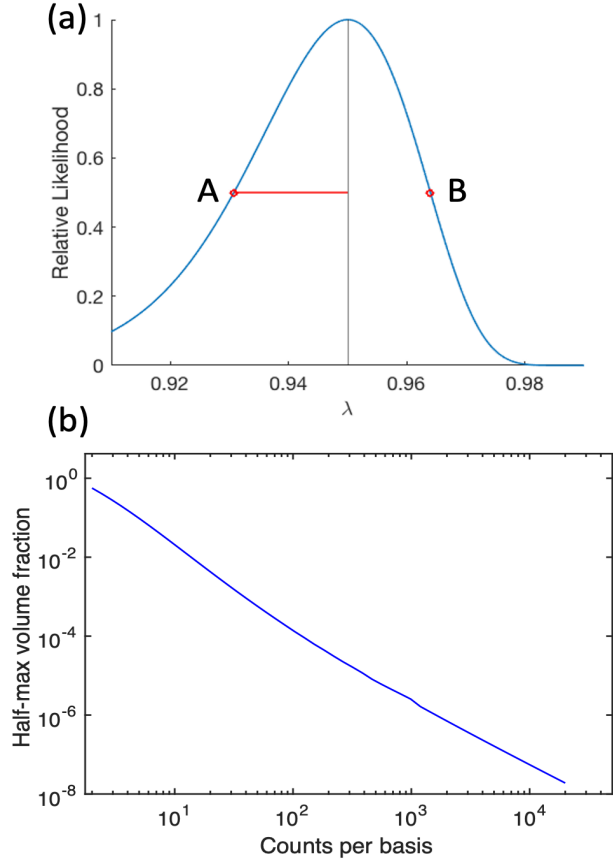 (a)
1
0.8
0.6
0.4
0.2
0
Relative Likelihood
A
B
0.92
0.94
0.96
0.98
λ
(b)
10^0
10^-2
10^-4
10^-6
10^-8
Half-max volume fraction
10^1
10^2
10^3
10^4
Counts per basis